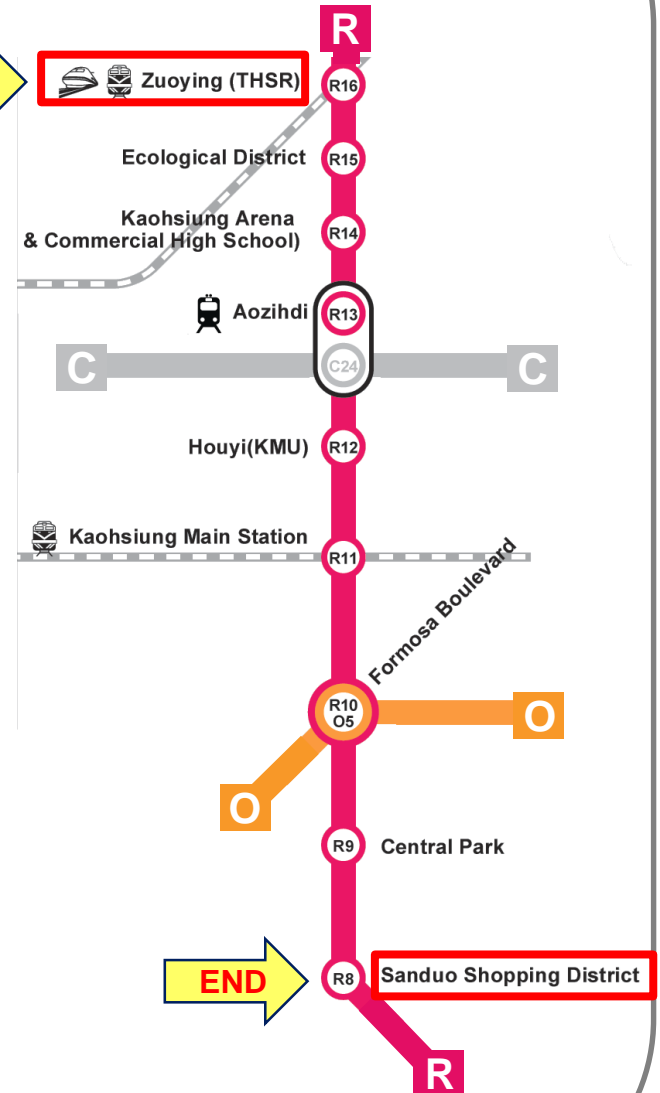 R
Zuoying (THSR)
R16
Ecological District
R15
Kaohsiung Arena
& Commercial High School)
R14
Aozihdi
R13
C
C24
C
Houyi(KMU)
R12
Kaohsiung Main Station
R11
Formosa Boulevard
R10
O5
O
O
R9
Central Park
END
R8
Sanduo Shopping District
R